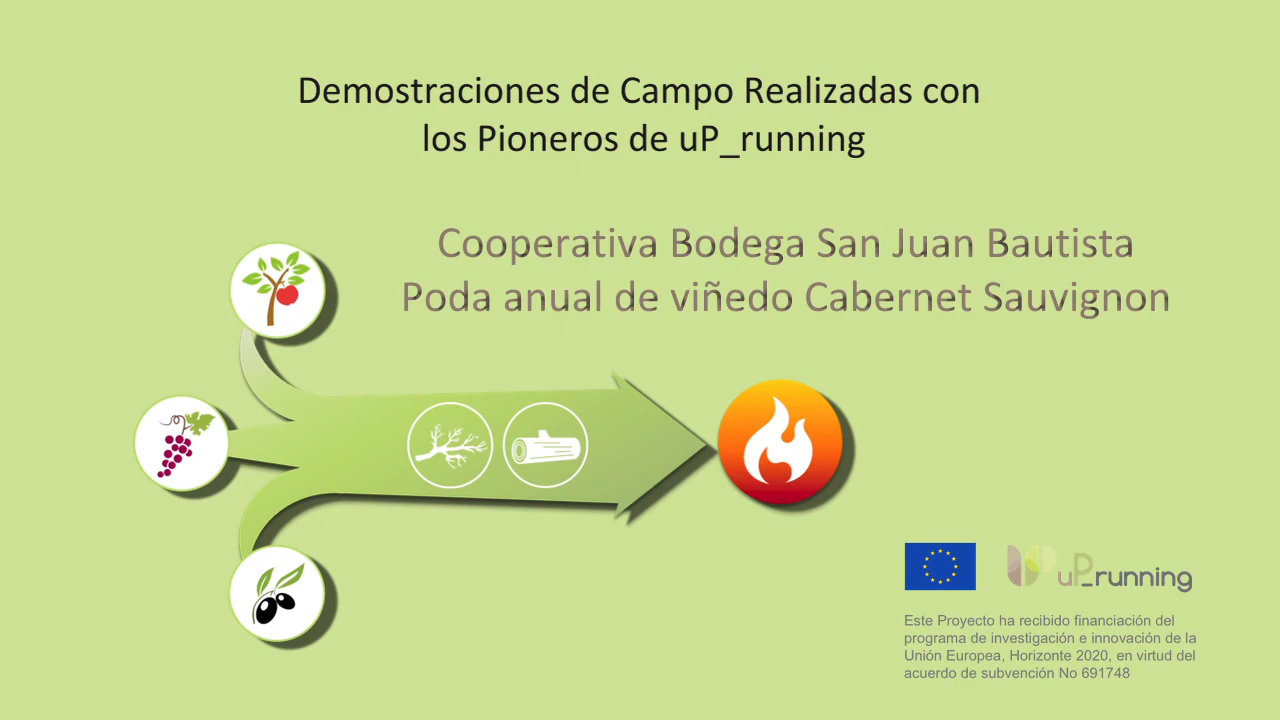 Demostraciones de Campo Realizadas con
los Pioneros de uP_running
Cooperativa Bodega San Juan Bautista
Poda anual de viñedo Cabernet Sauvignon
uP_running
Este Proyecto ha recibido financiación del
programa de investigación e innovación de la
Unión Europea, Horizonte 2020, en virtud del
acuerdo de subvención No 691748